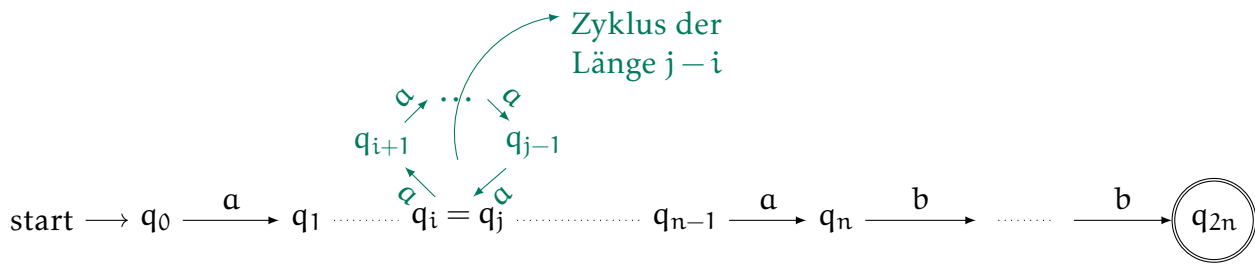 Zyklus der
Länge j − i
a … a
q_{i+1} q_{j−1}
a a
start q_0 a q_1 q_i = q_j q_{n−1} a q_n b b q_{2n}